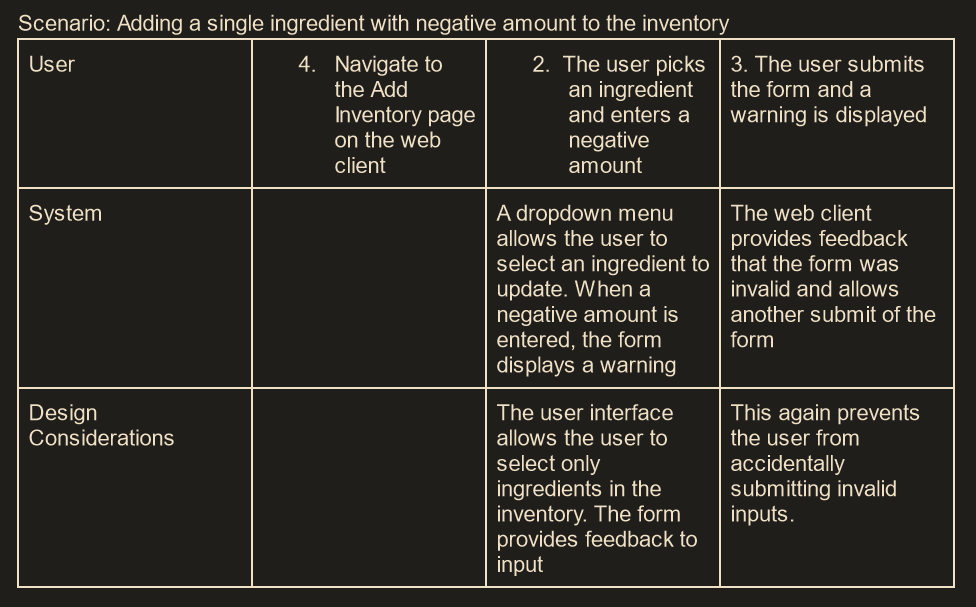 Scenario: Adding a single ingredient with negative amount to the inventory
User
4. Navigate to
the Add
Inventory page
on the web
client
2. The user picks
an ingredient
and enters a
negative
amount
3. The user submits
the form and a
warning is displayed
System
A dropdown menu
allows the user to
select an ingredient to
update. When a
negative amount is
entered, the form
displays a warning
The web client
provides feedback
that the form was
invalid and allows
another submit of the
form
Design
Considerations
The user interface
allows the user to
select only
ingredients in the
inventory. The form
provides feedback to
input
This again prevents
the user from
accidentally
submitting invalid
inputs.